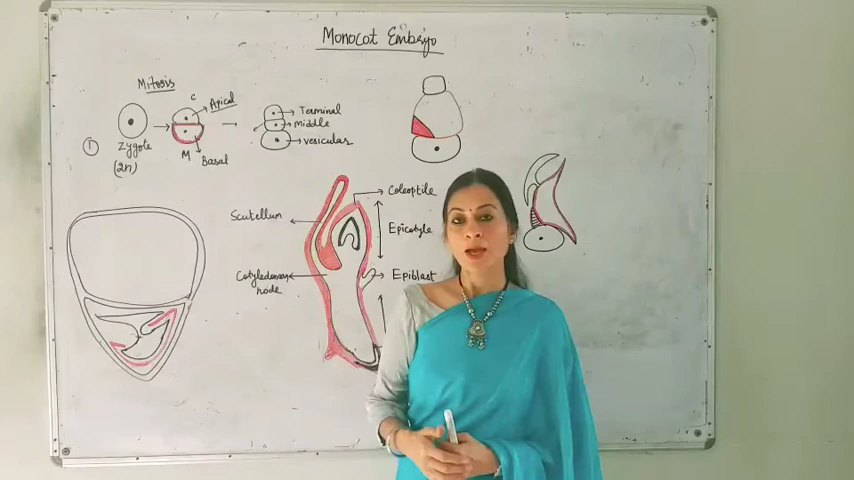 Monocot Embryo
Mitosis
C
Apical
Terminal
middle
vesicular
①
Zygote
(2n)
M
Basal
Coleoptile
Scutellum
Epicotyle
Cotyledonary
node
Epiblast